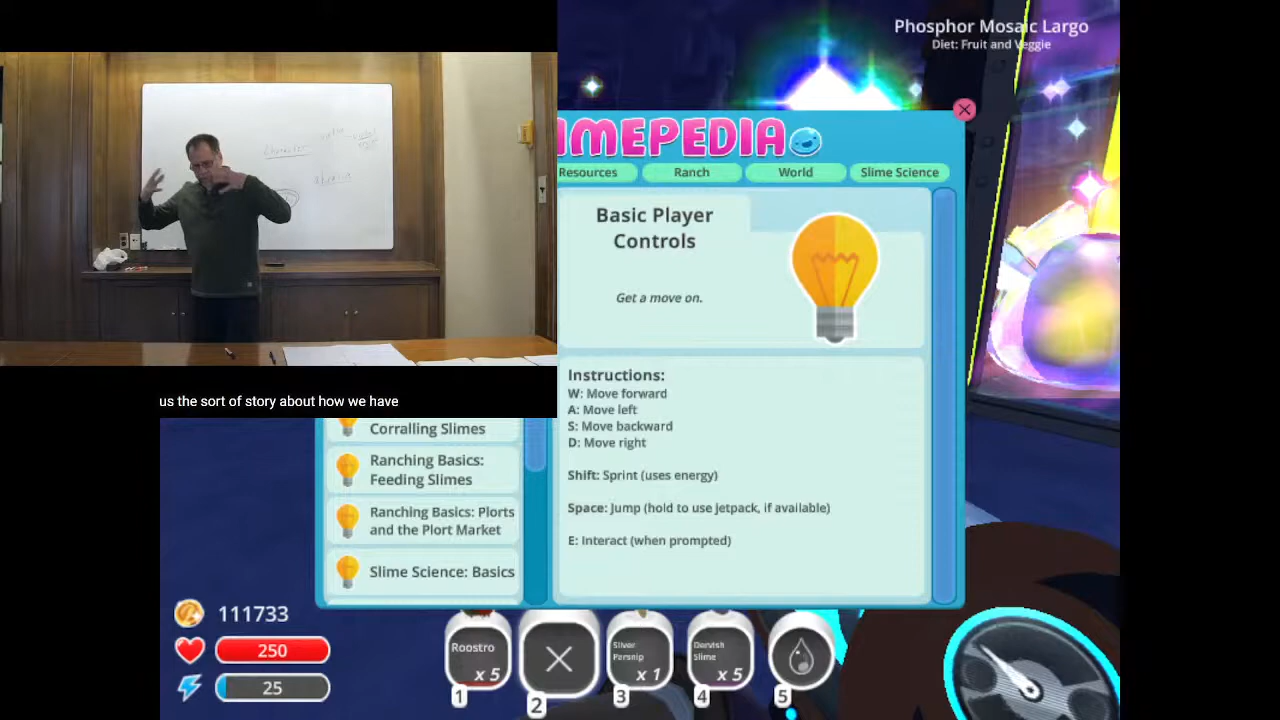 Phosphor Mosaic Largo
Diet: Fruit and Veggie
IMEPEDIA
Resources
Ranch
World
Slime Science
Basic Player
Controls
Get a move on.
Instructions:
W: Move forward
A: Move left
S: Move backward
D: Move right
Shift: Sprint (uses energy)
Space: Jump (hold to use jetpack, if available)
E: Interact (when prompted)
Character
us the sort of story about how we have
Corralling Slimes
Ranching Basics:
Feeding Slimes
Ranching Basics: Plorts
and the Plort Market
Slime Science: Basics
111733
250
25
Roostro
x 5
1
2
Silver
Parsnip
x 1
3
Dervish
Slime
x 5
4
5